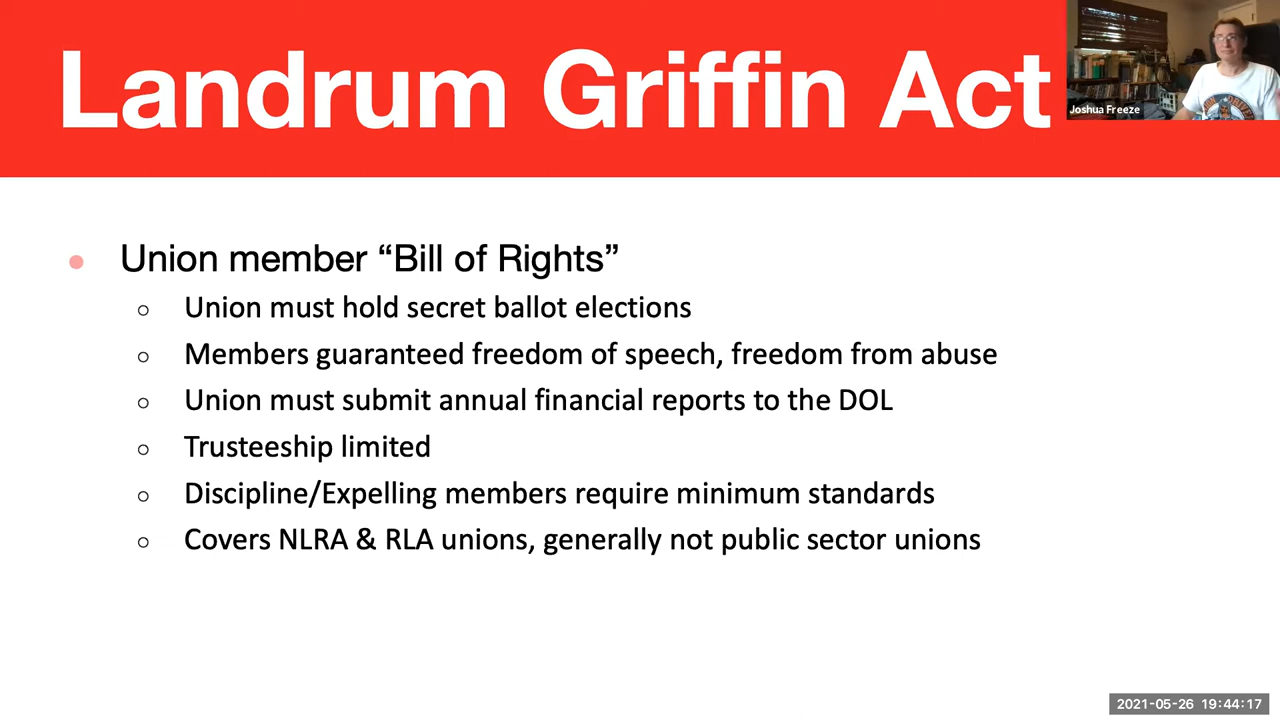 Landrum Griffin Act
Joshua Freeze
Union member “Bill of Rights”
Union must hold secret ballot elections
Members guaranteed freedom of speech, freedom from abuse
Union must submit annual financial reports to the DOL
Trusteeship limited
Discipline/Expelling members require minimum standards
Covers NLRA & RLA unions, generally not public sector unions
2021-05-26 19:44:17